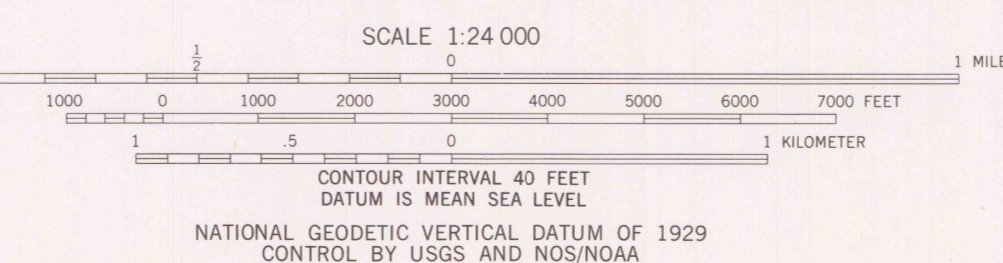 SCALE 1:24 000
1/2 0 1 MILE
1000 0 1000 2000 3000 4000 5000 6000 7000 FEET
1 .5 0 1 KILOMETER
CONTOUR INTERVAL 40 FEET
DATUM IS MEAN SEA LEVEL
NATIONAL GEODETIC VERTICAL DATUM OF 1929
CONTROL BY USGS AND NOS/NOAA